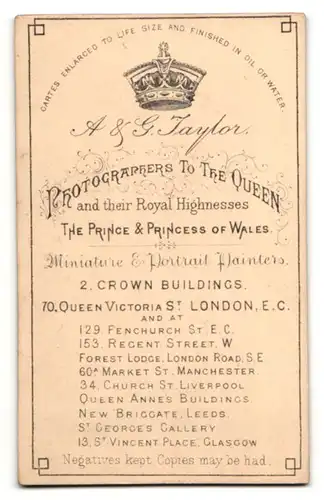 CARTES ENLARGED TO LIFE SIZE AND FINISHED IN OIL OR WATER.
A & G. Taylor.
PHOTOGRAPHERS TO THE QUEEN
and their Royal Highnesses
THE PRINCE & PRINCESS OF WALES.
Miniature & Portrait Painters.
2, CROWN BUILDINGS.
70, QUEEN VICTORIA ST LONDON, E.C.
AND AT
129 FENCHURCH ST E.C.
153, REGENT STREET, W
FOREST LODGE, LONDON ROAD, S.E
60A MARKET ST, MANCHESTER.
34, CHURCH ST LIVERPOOL
QUEEN ANNES BUILDINGS
NEW BRIGGATE, LEEDS.
ST GEORGES GALLERY
13, ST VINCENT PLACE, GLASGOW
Negatives kept Copies may be had.